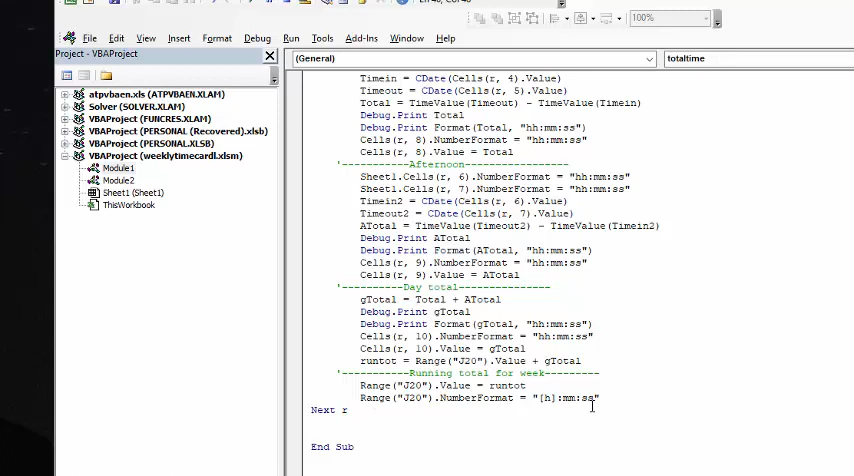 100%
File Edit View Insert Format Debug Run Tools Add-Ins Window Help
Project - VBAProject
atpvbaen.xls (ATPVBAEN.XLAM)
Solver (SOLVER.XLAM)
VBAProject (FUNCRES.XLAM)
VBAProject (PERSONAL (Recovered).xlsb)
VBAProject (PERSONAL.XLSB)
VBAProject (weeklytimecard1.xlsm)
Module1
Module2
Sheet1 (Sheet1)
ThisWorkbook
(General) totaltime
Timein = CDate(Cells(r, 4).Value)
Timeout = CDate(Cells(r, 5).Value)
Total = TimeValue(Timeout) - TimeValue(Timein)
Debug.Print Total
Debug.Print Format(Total, "hh:mm:ss")
Cells(r, 8).NumberFormat = "hh:mm:ss"
Cells(r, 8).Value = Total
'-----------Afternoon-----------------
Sheet1.Cells(r, 6).NumberFormat = "hh:mm:ss"
Sheet1.Cells(r, 7).NumberFormat = "hh:mm:ss"
Timein2 = CDate(Cells(r, 6).Value)
Timeout2 = CDate(Cells(r, 7).Value)
ATotal = TimeValue(Timeout2) - TimeValue(Timein2)
Debug.Print ATotal
Debug.Print Format(ATotal, "hh:mm:ss")
Cells(r, 9).NumberFormat = "hh:mm:ss"
Cells(r, 9).Value = ATotal
'----------Day total---------------
gTotal = Total + ATotal
Debug.Print gTotal
Debug.Print Format(gTotal, "hh:mm:ss")
Cells(r, 10).NumberFormat = "hh:mm:ss"
Cells(r, 10).Value = gTotal
runtot = Range("J20").Value + gTotal
'-----------Running total for week---------
Range("J20").Value = runtot
Range("J20").NumberFormat = "[h]:mm:ss"
Next r
End Sub